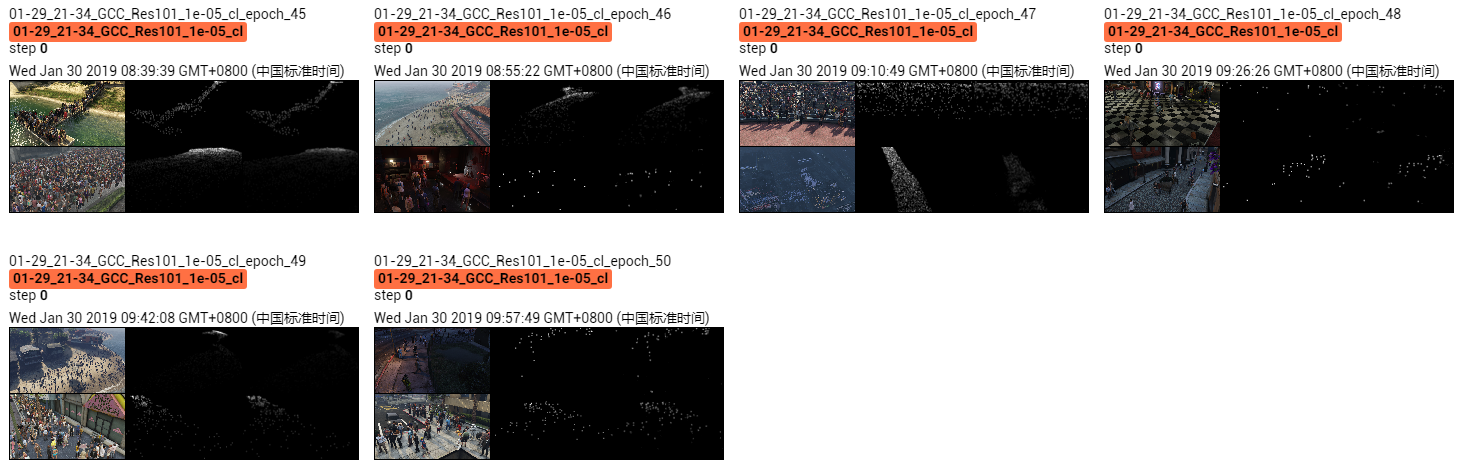 01-29_21-34_GCC_Res101_1e-05_cl_epoch_45
01-29_21-34_GCC_Res101_1e-05_cl
step 0
Wed Jan 30 2019 08:39:39 GMT+0800 (中国标准时间)
01-29_21-34_GCC_Res101_1e-05_cl_epoch_46
01-29_21-34_GCC_Res101_1e-05_cl
step 0
Wed Jan 30 2019 08:55:22 GMT+0800 (中国标准时间)
01-29_21-34_GCC_Res101_1e-05_cl_epoch_47
01-29_21-34_GCC_Res101_1e-05_cl
step 0
Wed Jan 30 2019 09:10:49 GMT+0800 (中国标准时间)
01-29_21-34_GCC_Res101_1e-05_cl_epoch_48
01-29_21-34_GCC_Res101_1e-05_cl
step 0
Wed Jan 30 2019 09:26:26 GMT+0800 (中国标准时间)
01-29_21-34_GCC_Res101_1e-05_cl_epoch_49
01-29_21-34_GCC_Res101_1e-05_cl
step 0
Wed Jan 30 2019 09:42:08 GMT+0800 (中国标准时间)
01-29_21-34_GCC_Res101_1e-05_cl_epoch_50
01-29_21-34_GCC_Res101_1e-05_cl
step 0
Wed Jan 30 2019 09:57:49 GMT+0800 (中国标准时间)